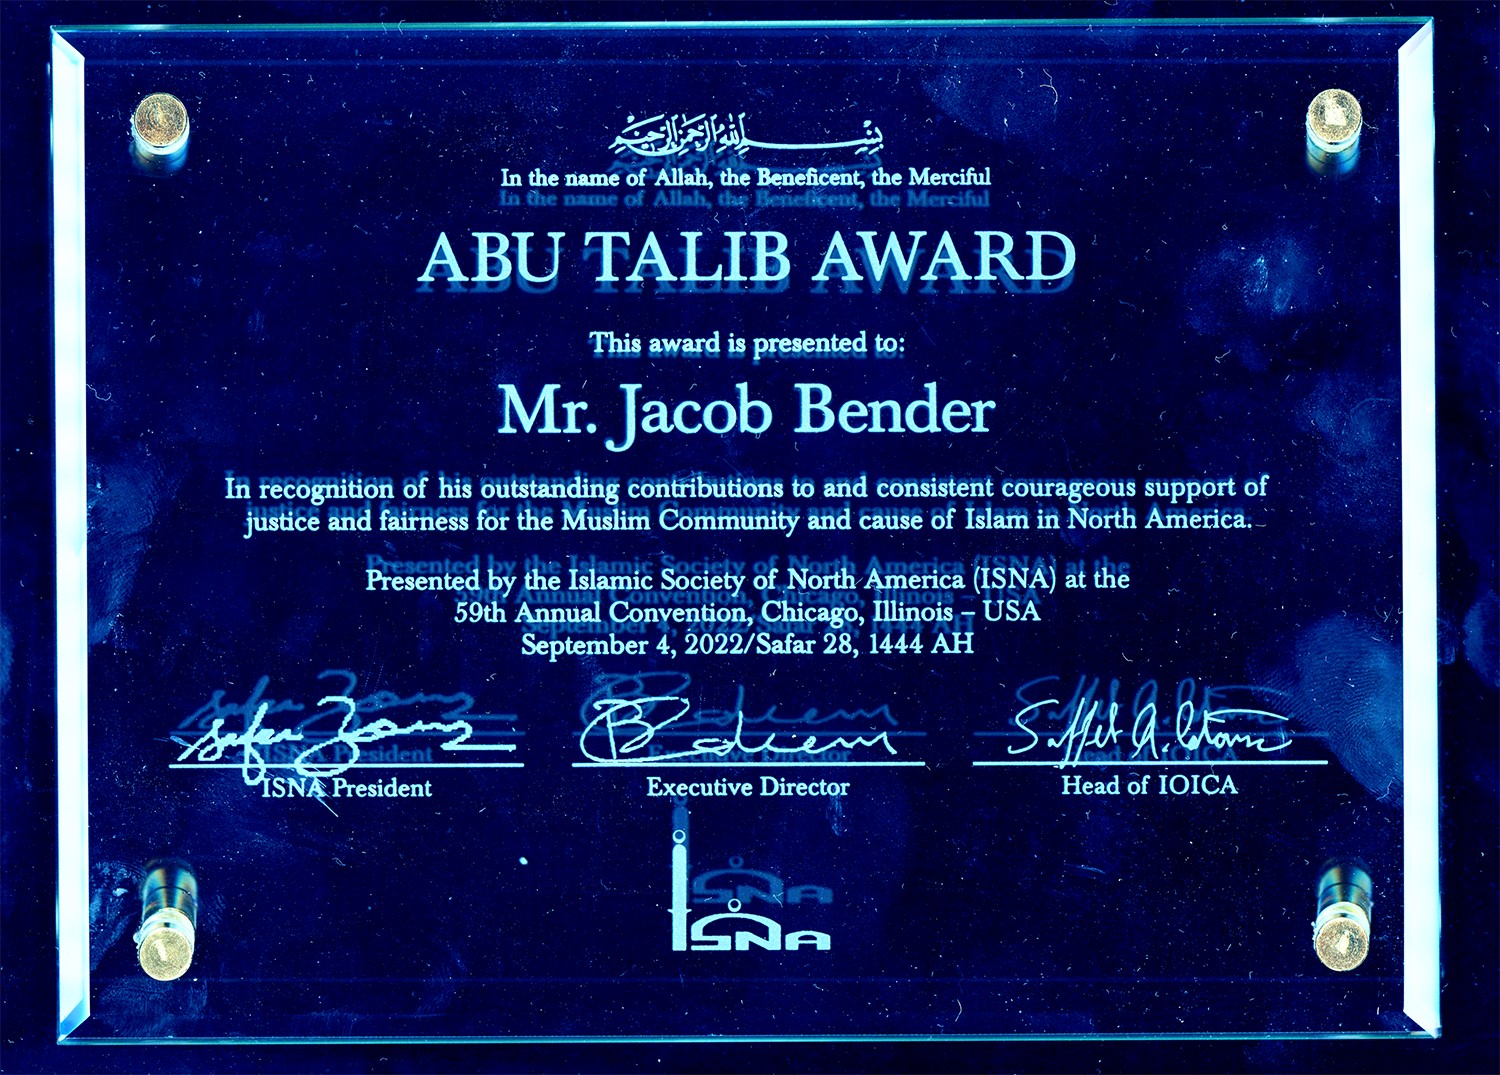 بسم الله الرحمن الرحيم
In the name of Allah, the Beneficent, the Merciful
ABU TALIB AWARD
This award is presented to:
Mr. Jacob Bender
In recognition of his outstanding contributions to and consistent courageous support of
justice and fairness for the Muslim Community and cause of Islam in North America.
Presented by the Islamic Society of North America (ISNA) at the
59th Annual Convention, Chicago, Illinois – USA
September 4, 2022/Safar 28, 1444 AH
ISNA President
Executive Director
Head of IOICA
ISNA